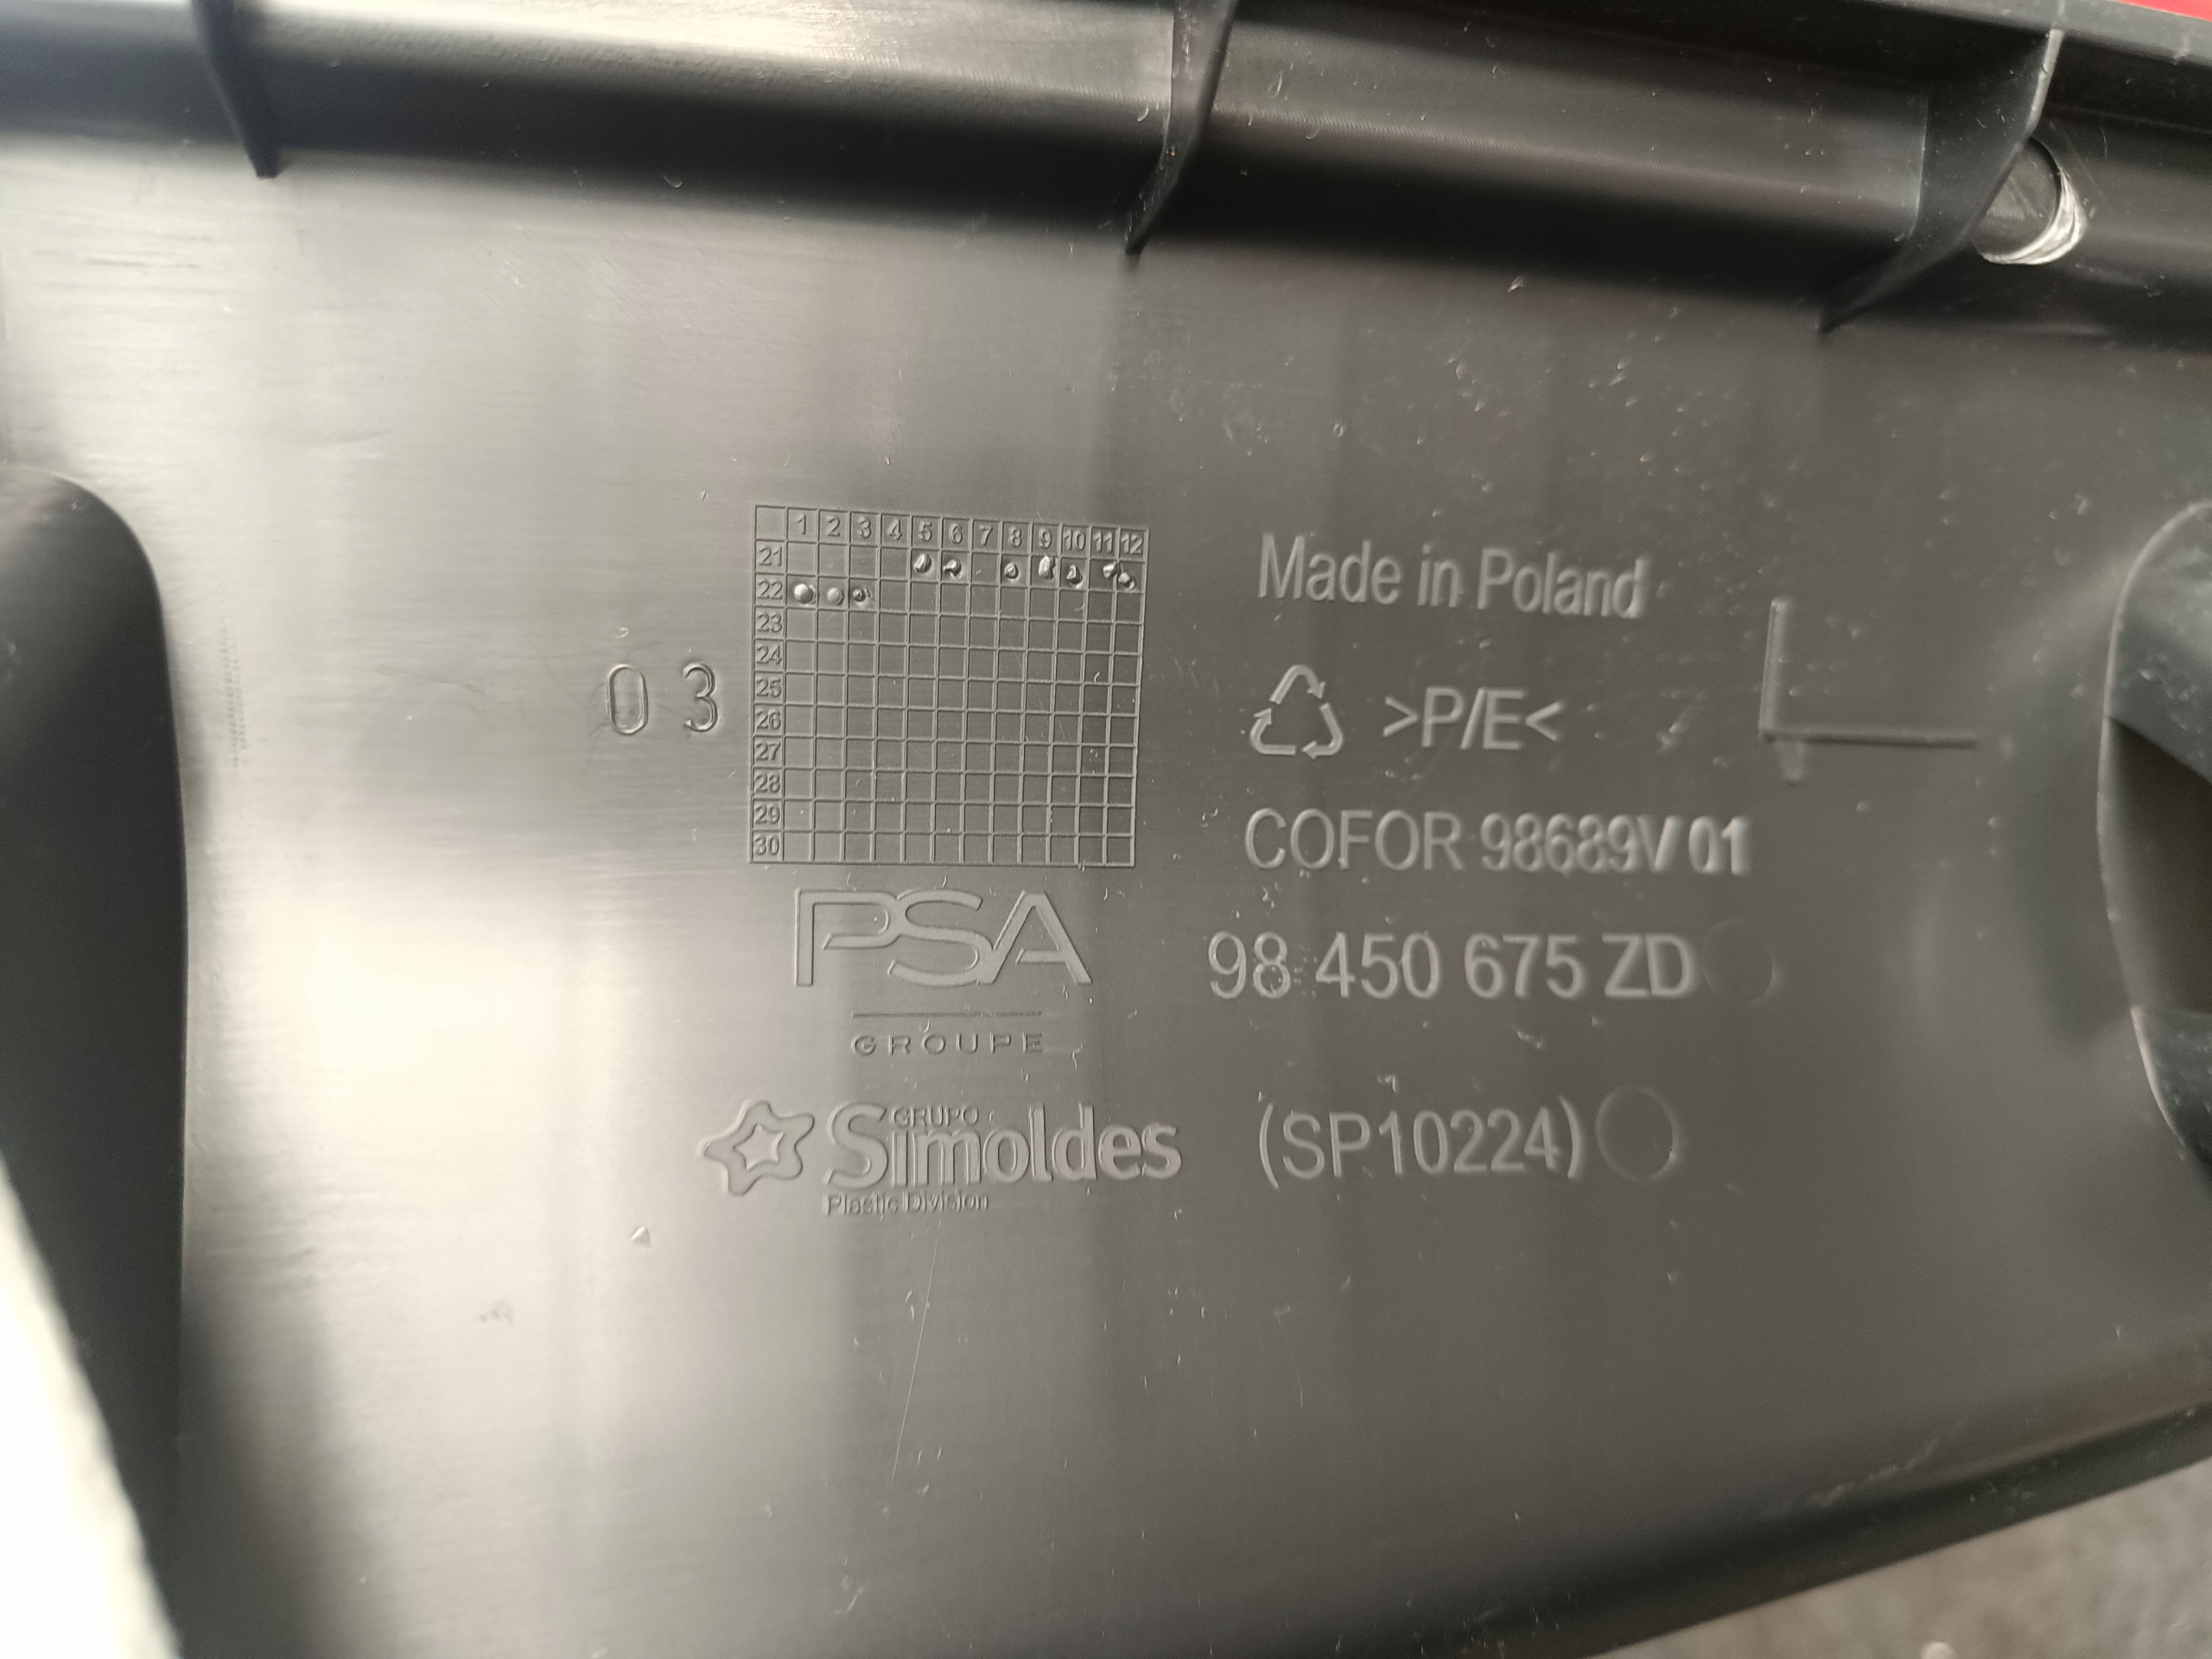 1 2 3 4 5 6 7 8 9 10 11 12
21
22
23
24
25
26
27
28
29
30
03
Made in Poland
>P/E<
COFOR 98689V 01
98 450 675 ZD
PSA
GROUPE
GRUPO
Simoldes
Plastic Division
(SP10224)